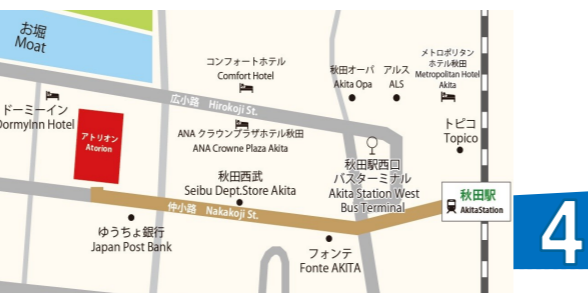 お堀
Moat
ドーミーイン
DormyInn Hotel
アトリオン
Atorion
コンフォートホテル
Comfort Hotel
広小路 Hirokoji St.
ANA クラウンプラザホテル秋田
ANA Crowne Plaza Akita
秋田オーパ
Akita Opa
アルス
ALS
メトロポリタン
ホテル秋田
Metropolitan Hotel
Akita
トピコ
Topico
秋田駅西口
バスターミナル
Akita Station West
Bus Terminal
秋田西武
Seibu Dept.Store Akita
仲小路 Nakakoji St.
秋田駅
AkitaStation
ゆうちょ銀行
Japan Post Bank
フォンテ
Fonte AKITA
4